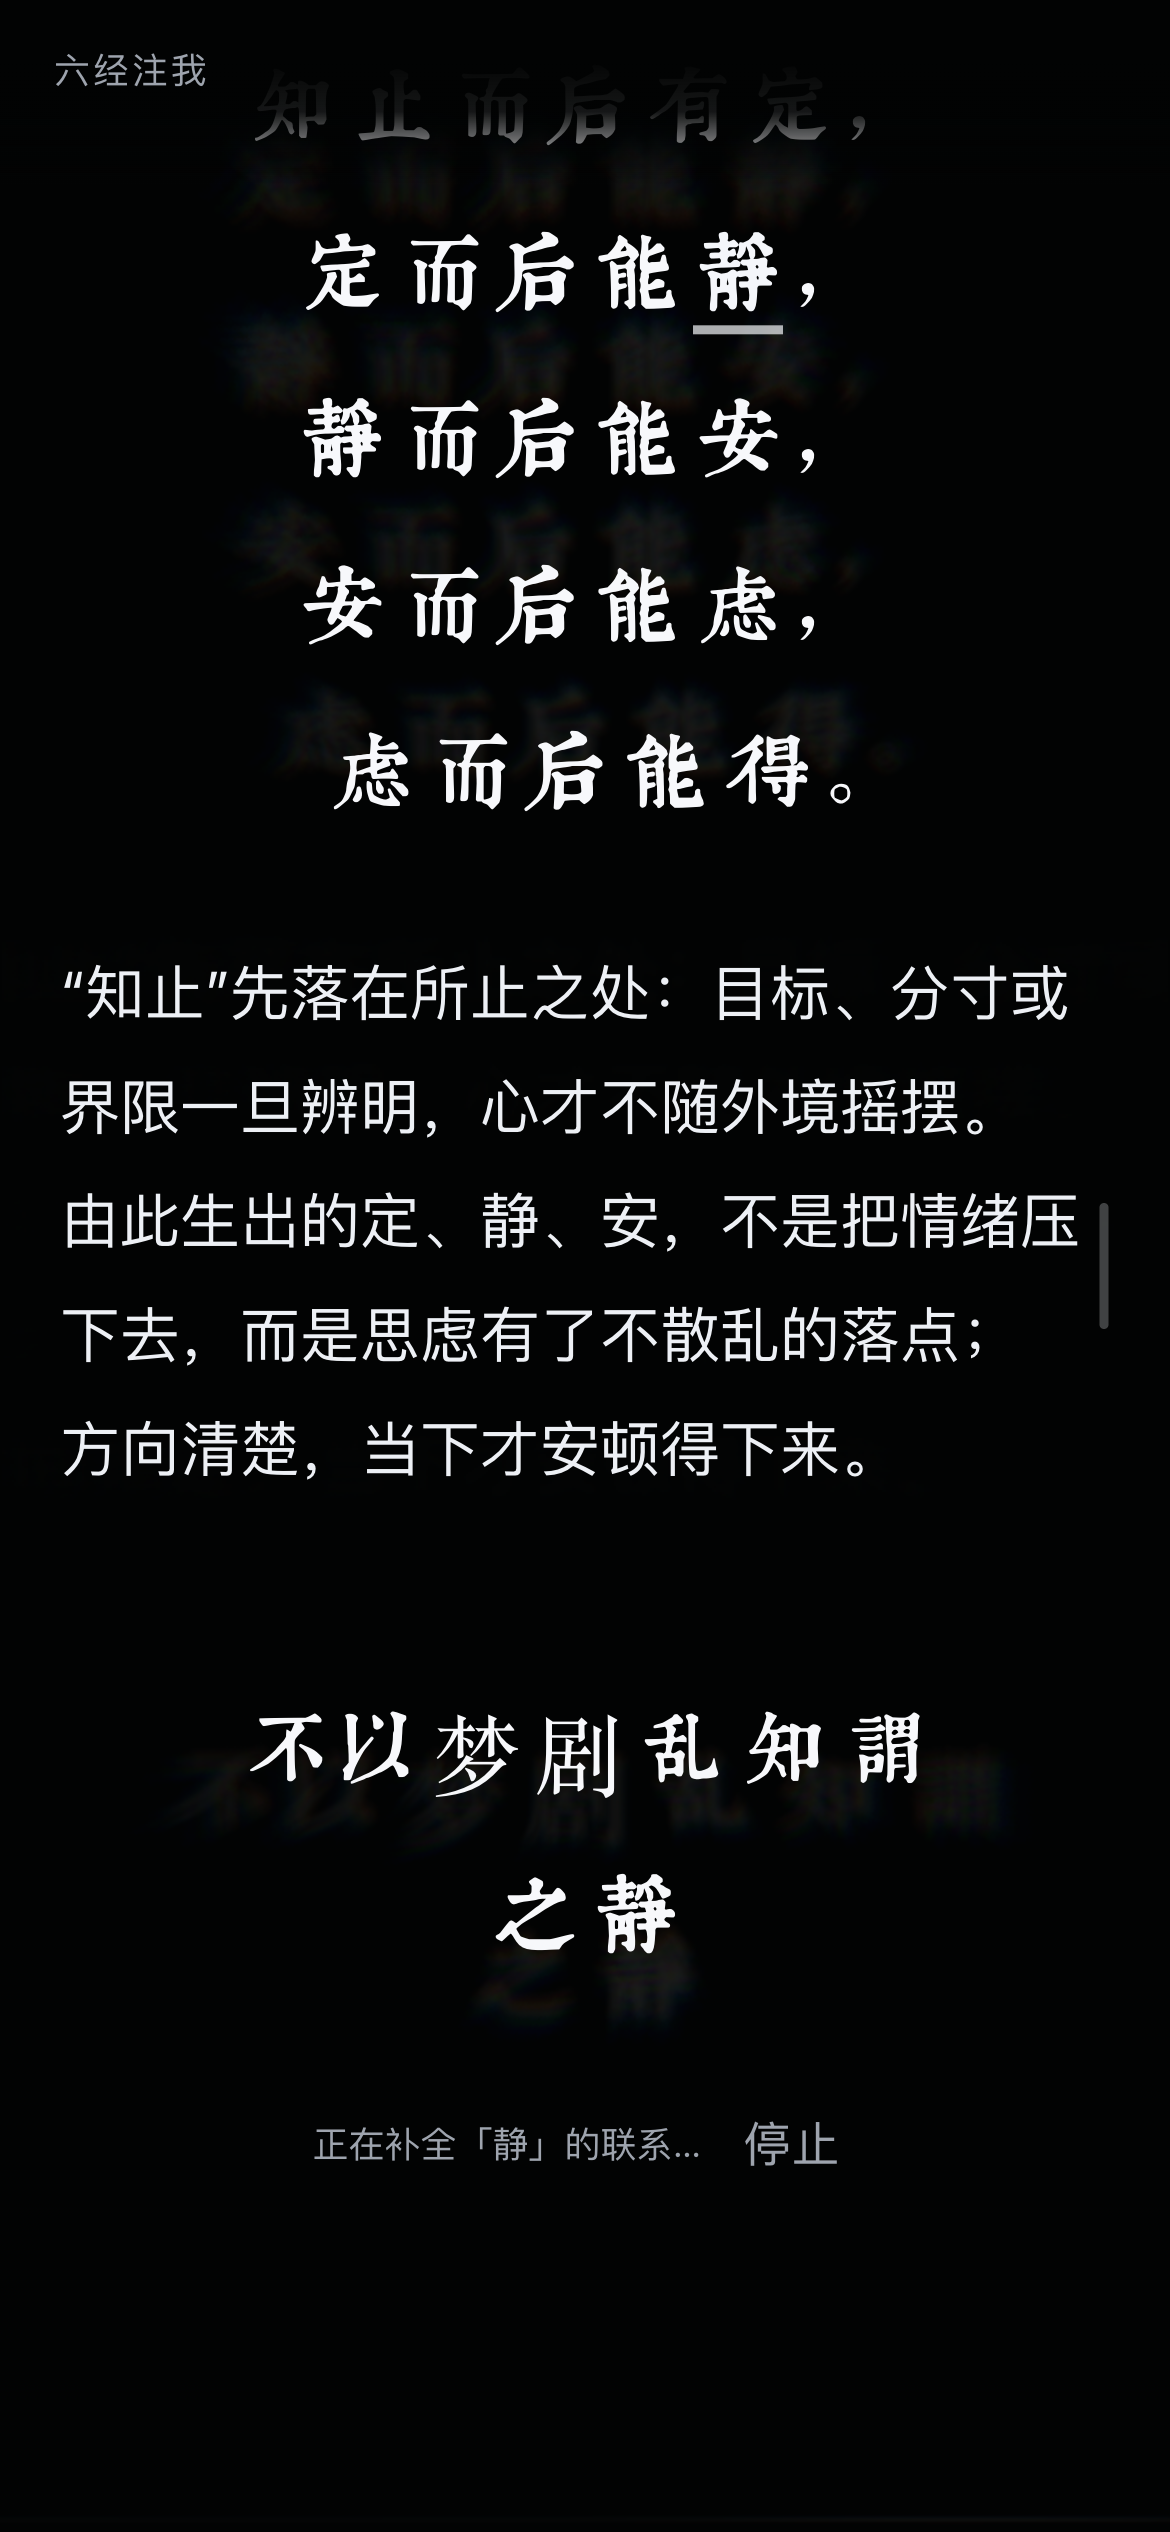 六经注我
知止而后有定，
定而后能靜，
靜而后能安，
安而后能虑，
虑而后能得。
“知止”先落在所止之处：目标、分寸或
界限一旦辨明，心才不随外境摇摆。
由此生出的定、静、安，不是把情绪压
下去，而是思虑有了不散乱的落点；
方向清楚，当下才安顿得下来。
不以梦剧乱知謂
之靜
正在补全「静」的联系... 停止